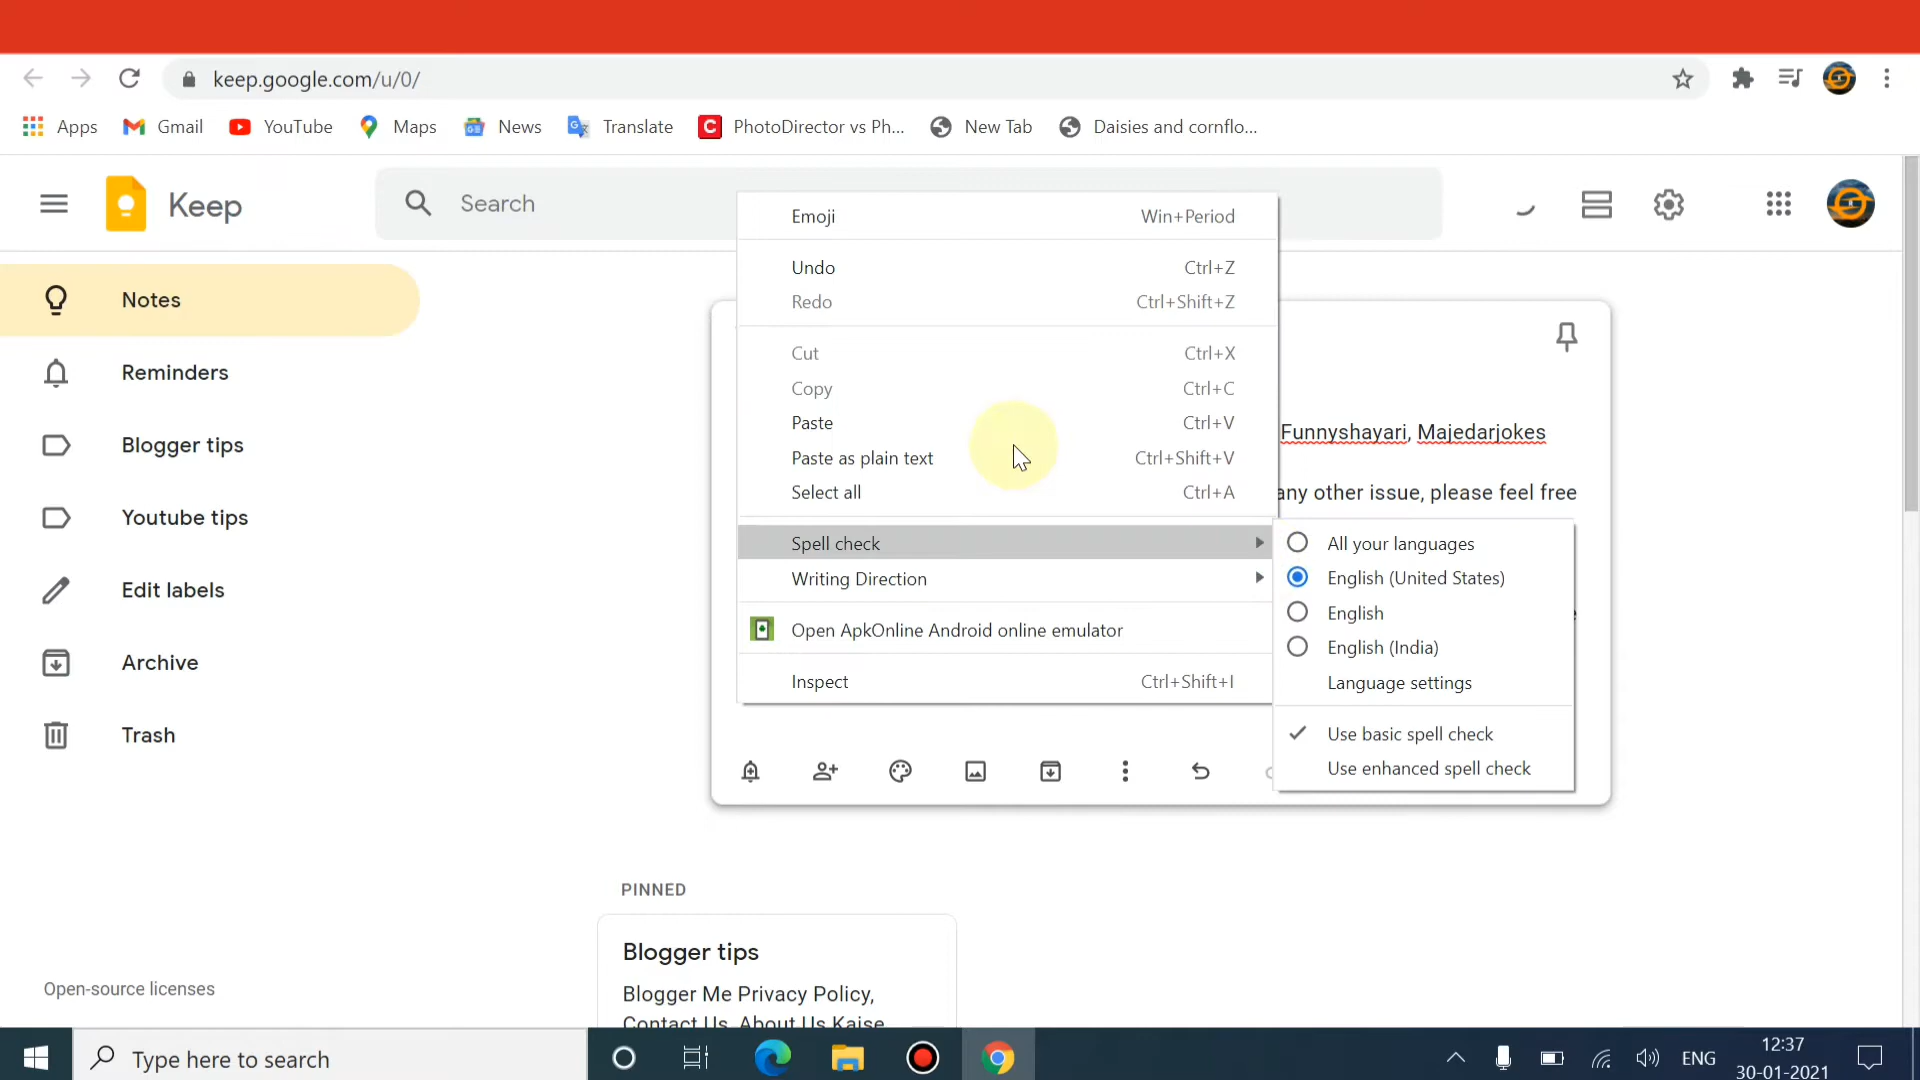 keep.google.com/u/0/
Apps Gmail YouTube Maps News Translate PhotoDirector vs Ph... New Tab Daisies and cornflo...
Keep
Search
Notes
Reminders
Blogger tips
Youtube tips
Edit labels
Archive
Trash
Open-source licenses
Emoji Win+Period
Undo Ctrl+Z
Redo Ctrl+Shift+Z
Cut Ctrl+X
Copy Ctrl+C
Paste Ctrl+V
Paste as plain text Ctrl+Shift+V
Select all Ctrl+A
Spell check
Writing Direction
Open ApkOnline Android online emulator
Inspect Ctrl+Shift+I
Funnyshayari, Majedarjokes
any other issue, please feel free
All your languages
English (United States)
English
English (India)
Language settings
Use basic spell check
Use enhanced spell check
PINNED
Blogger tips
Blogger Me Privacy Policy,
Contact Us, About Us Kaise
Type here to search
ENG
12:37
30-01-2021